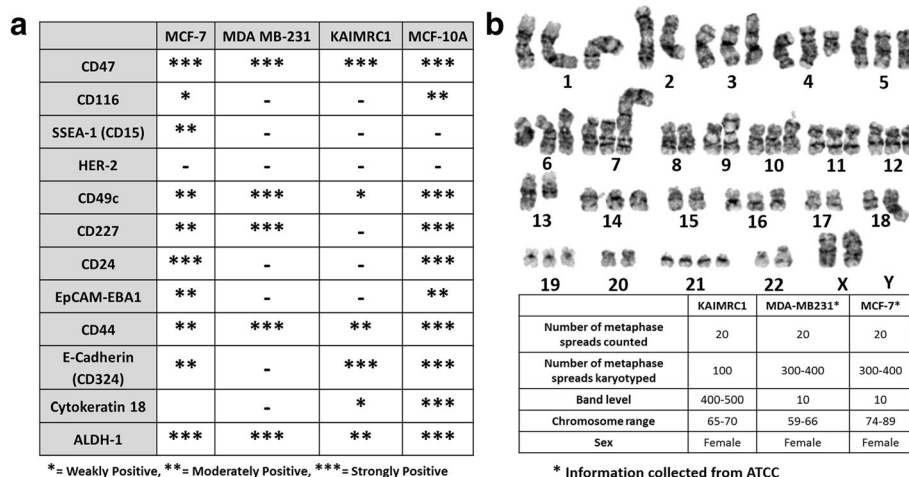 a
MCF-7 MDA MB-231 KAIMRC1 MCF-10A
CD47 *** *** *** ***
CD116 * - - **
SSEA-1 (CD15) ** - - -
HER-2 - - - -
CD49c ** *** * ***
CD227 ** *** - ***
CD24 *** - - ***
EpCAM-EBA1 ** - - **
CD44 ** *** ** ***
E-Cadherin
(CD324) ** - *** ***
Cytokeratin 18 - * ***
ALDH-1 *** *** ** ***
*= Weakly Positive, **= Moderately Positive, ***= Strongly Positive
b
1 2 3 4 5
6 7 8 9 10 11 12
13 14 15 16 17 18
19 20 21 22 X Y
KAIMRC1 MDA-MB231* MCF-7*
Number of metaphase
spreads counted 20 20 20
Number of metaphase
spreads karyotyped 100 300-400 300-400
Band level 400-500 10 10
Chromosome range 65-70 59-66 74-89
Sex Female Female Female
* Information collected from ATCC